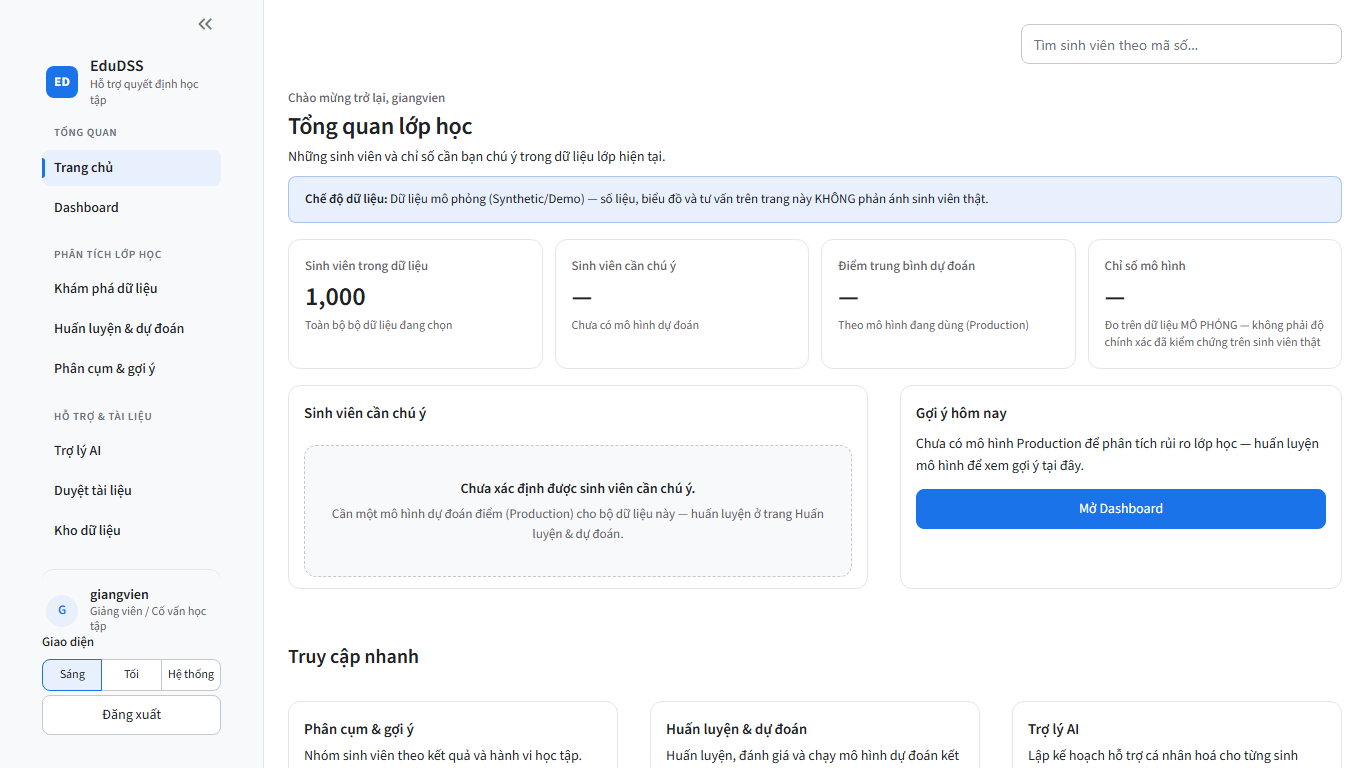 EduDSS
ED
Hỗ trợ quyết định học
tập
TỔNG QUAN
Trang chủ
Dashboard
PHÂN TÍCH LỚP HỌC
Khám phá dữ liệu
Huấn luyện & dự đoán
Phân cụm & gợi ý
HỖ TRỢ & TÀI LIỆU
Trợ lý AI
Duyệt tài liệu
Kho dữ liệu
giangvien
G
Giảng viên / Cố vấn học
tập
Giao diện
Sáng Tối Hệ thống
Đăng xuất
Tìm sinh viên theo mã số...
Chào mừng trở lại, giangvien
Tổng quan lớp học
Những sinh viên và chỉ số cần bạn chú ý trong dữ liệu lớp hiện tại.
Chế độ dữ liệu: Dữ liệu mô phỏng (Synthetic/Demo) — số liệu, biểu đồ và tư vấn trên trang này KHÔNG phản ánh sinh viên thật.
Sinh viên trong dữ liệu
1,000
Toàn bộ bộ dữ liệu đang chọn
Sinh viên cần chú ý
—
Chưa có mô hình dự đoán
Điểm trung bình dự đoán
—
Theo mô hình đang dùng (Production)
Chỉ số mô hình
—
Đo trên dữ liệu MÔ PHỎNG — không phải độ
chính xác đã kiểm chứng trên sinh viên thật
Sinh viên cần chú ý
Chưa xác định được sinh viên cần chú ý.
Cần một mô hình dự đoán điểm (Production) cho bộ dữ liệu này — huấn luyện ở trang Huấn
luyện & dự đoán.
Gợi ý hôm nay
Chưa có mô hình Production để phân tích rủi ro lớp học — huấn luyện
mô hình để xem gợi ý tại đây.
Mở Dashboard
Truy cập nhanh
Phân cụm & gợi ý
Nhóm sinh viên theo kết quả và hành vi học tập.
Huấn luyện & dự đoán
Huấn luyện, đánh giá và chạy mô hình dự đoán kết
Trợ lý AI
Lập kế hoạch hỗ trợ cá nhân hoá cho từng sinh